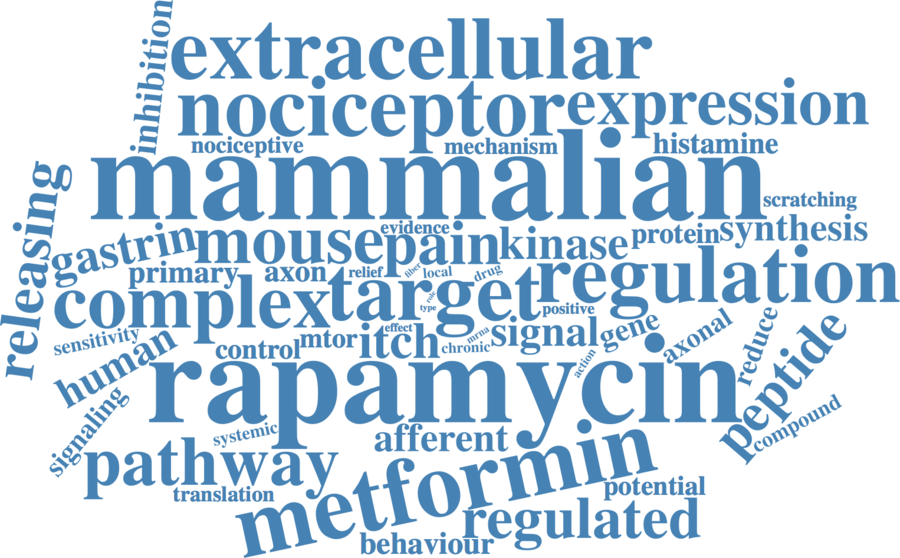 inhibition
extracellular
nociceptor
expression
nociceptive
mechanism
histamine
mammalian
scratching
releasing
gastrin
mouse
evidence
pain
kinase
protein
synthesis
primary
axon
relief
fiber
local
drug
regulation
complex
target
role
type
positive
sensitivity
human
control
mtor
itch
effect
mrna
chronic
signal
gene
axonal
reduce
peptide
action
rapamycin
signaling
systemic
afferent
compound
pathway
translation
metformin
potential
regulated
behaviour